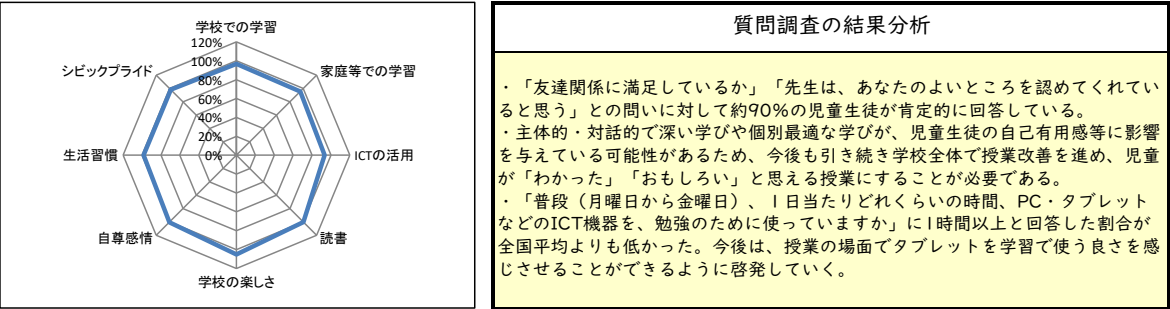 学校での学習
120%
100%
80%
60%
40%
20%
0%
家庭等での学習
ICTの活用
読書
学校の楽しさ
自尊感情
生活習慣
シビックプライド
質問調査の結果分析
・「友達関係に満足しているか」「先生は、あなたのよいところを認めてくれてい
ると思う」との問いに対して約90%の児童生徒が肯定的に回答している。
・主体的・対話的で深い学びや個別最適な学びが、児童生徒の自己有用感等に影響
を与えている可能性があるため、今後も引き続き学校全体で授業改善を進め、児童
が「わかった」「おもしろい」と思える授業にすることが必要である。
・「普段（月曜日から金曜日）、1日当たりどれくらいの時間、PC・タブレット
などのICT機器を、勉強のために使っていますか」に1時間以上と回答した割合が
全国平均よりも低かった。今後は、授業の場面でタブレットを学習で使う良さを感
じさせることができるように啓発していく。